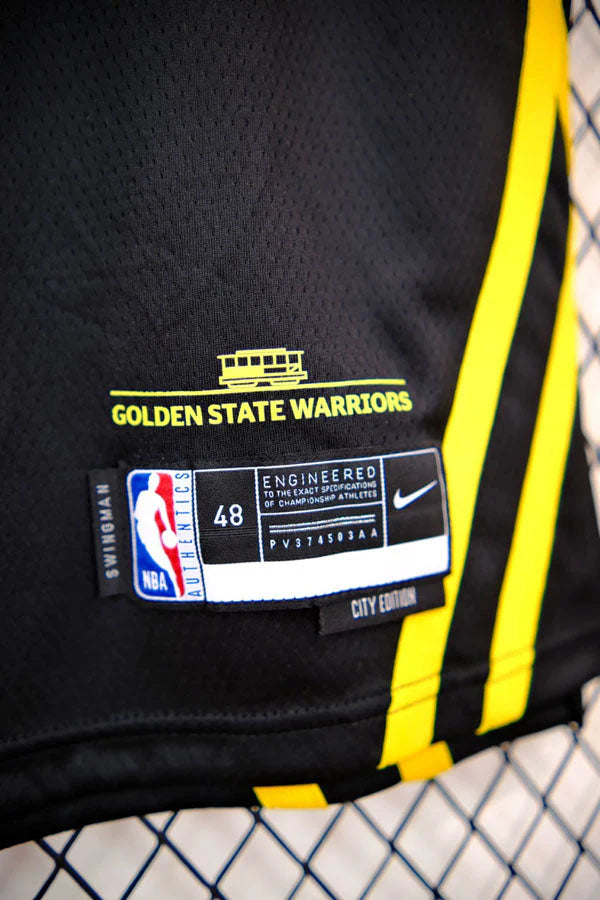 GOLDEN STATE WARRIORS
SWINGMAN
NBA
AUTHENTICS
48
ENGINEERED
TO THE EXACT SPECIFICATIONS
OF CHAMPIONSHIP ATHLETES
PV374503AA
CITY EDITION